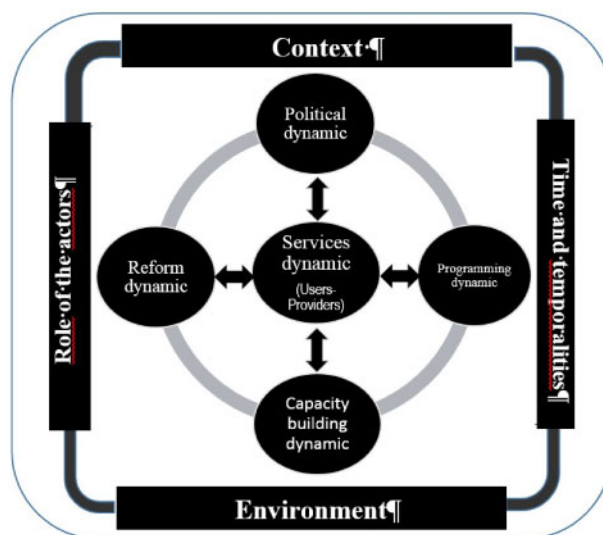 Context·¶
Political
dynamic
Role·of·the·actors¶
Reform
dynamic
Services
dynamic
(Users-
Providers)
Programming
dynamic
Time·and·temporalities¶
Capacity
building
dynamic
Environment¶